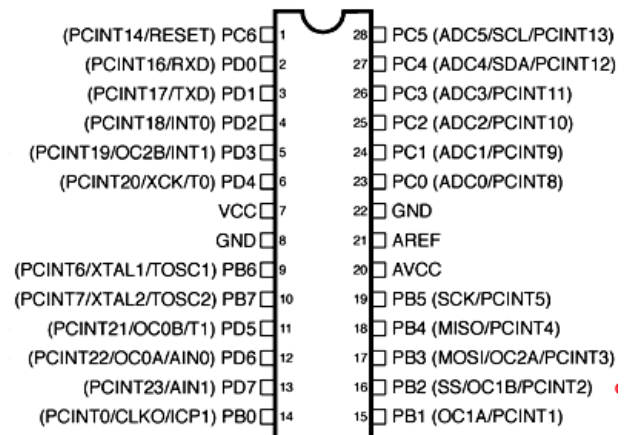 (PCINT14/RESET) PC6 1 28 PC5 (ADC5/SCL/PCINT13)
(PCINT16/RXD) PD0 2 27 PC4 (ADC4/SDA/PCINT12)
(PCINT17/TXD) PD1 3 26 PC3 (ADC3/PCINT11)
(PCINT18/INT0) PD2 4 25 PC2 (ADC2/PCINT10)
(PCINT19/OC2B/INT1) PD3 5 24 PC1 (ADC1/PCINT9)
(PCINT20/XCK/T0) PD4 6 23 PC0 (ADC0/PCINT8)
VCC 7 22 GND
GND 8 21 AREF
(PCINT6/XTAL1/TOSC1) PB6 9 20 AVCC
(PCINT7/XTAL2/TOSC2) PB7 10 19 PB5 (SCK/PCINT5)
(PCINT21/OC0B/T1) PD5 11 18 PB4 (MISO/PCINT4)
(PCINT22/OC0A/AIN0) PD6 12 17 PB3 (MOSI/OC2A/PCINT3)
(PCINT23/AIN1) PD7 13 16 PB2 (SS/OC1B/PCINT2)
(PCINT0/CLKO/ICP1) PB0 14 15 PB1 (OC1A/PCINT1)